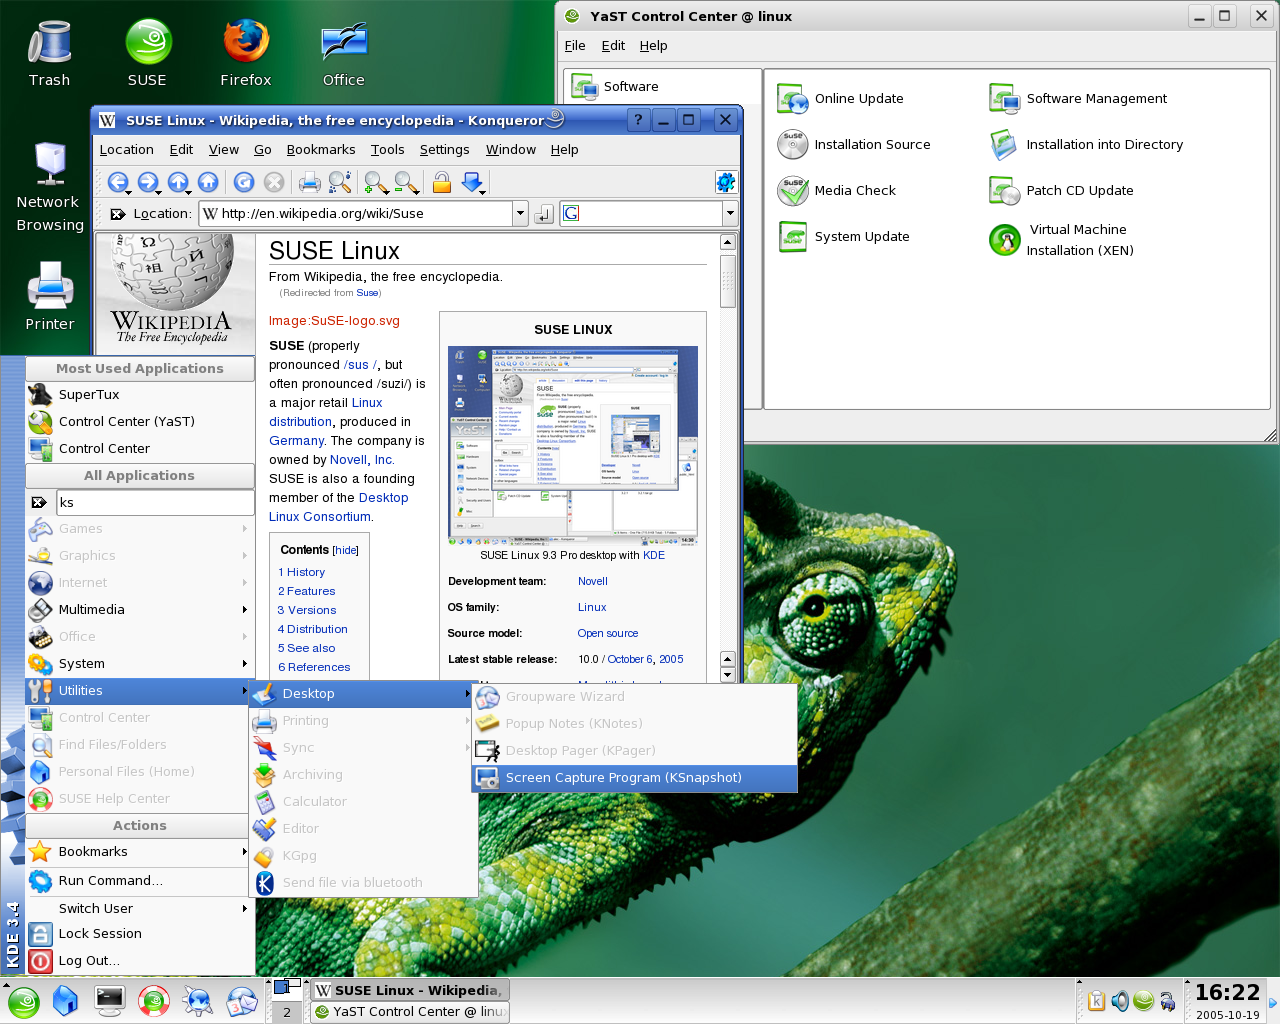 Trash
SUSE
Firefox
Office
Network
Browsing
Printer
YaST Control Center @ linux
File Edit Help
Software
Online Update
Software Management
Installation Source
Installation into Directory
Media Check
Patch CD Update
System Update
Virtual Machine
Installation (XEN)
SUSE Linux - Wikipedia, the free encyclopedia - Konqueror
Location Edit View Go Bookmarks Tools Settings Window Help
Location: http://en.wikipedia.org/wiki/Suse
WIKIPEDIA
The Free Encyclopedia
SUSE Linux
From Wikipedia, the free encyclopedia.
(Redirected from Suse)
Image:SuSE-logo.svg
SUSE (properly
pronounced /sus /, but
often pronounced /suzi/) is
a major retail Linux
distribution, produced in
Germany. The company is
owned by Novell, Inc.
SUSE is also a founding
member of the Desktop
Linux Consortium.
Contents [hide]
1 History
2 Features
3 Versions
4 Distribution
5 See also
6 References
SUSE LINUX
SUSE Linux 9.3 Pro desktop with KDE
Development team: Novell
OS family: Linux
Source model: Open source
Latest stable release: 10.0 / October 6, 2005
Most Used Applications
SuperTux
Control Center (YaST)
Control Center
All Applications
ks
Games
Graphics
Internet
Multimedia
Office
System
Utilities
Control Center
Find Files/Folders
Personal Files (Home)
SUSE Help Center
Actions
Bookmarks
Run Command...
Switch User
Lock Session
Log Out...
KDE 3.4
Desktop
Printing
Sync
Archiving
Calculator
Editor
KGpg
Send file via bluetooth
Groupware Wizard
Popup Notes (KNotes)
Desktop Pager (KPager)
Screen Capture Program (KSnapshot)
2
SUSE Linux - Wikipedia,
YaST Control Center @ linux
16:22
2005-10-19